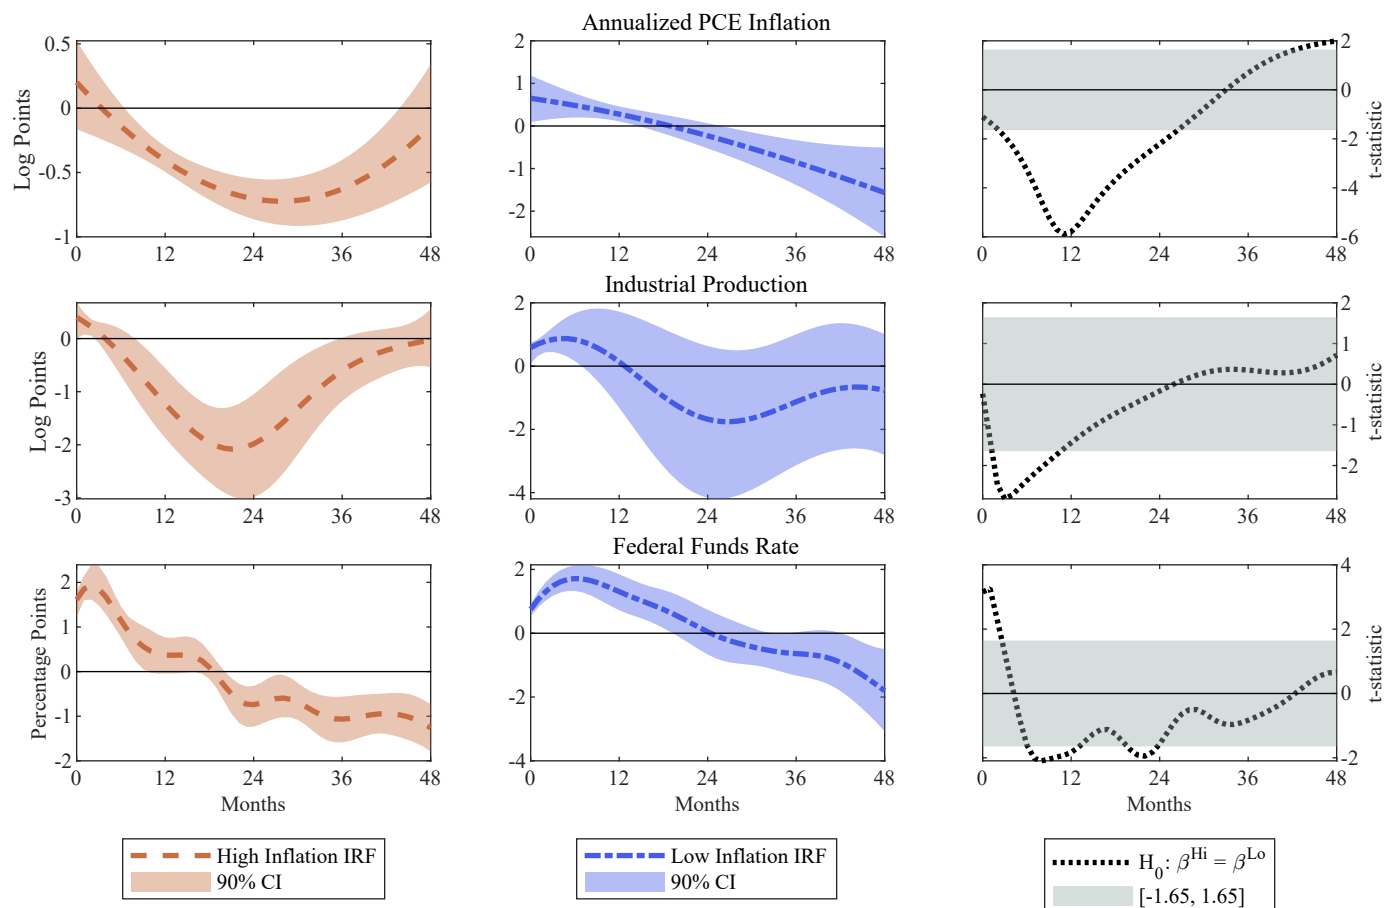 Annualized PCE Inflation
Log Points
0.5
0
-0.5
-1
0 12 24 36 48
2
1
0
-1
-2
0 12 24 36 48
2
0
-2
-4
-6
0 12 24 36 48
t-statistic
Industrial Production
Log Points
0
-1
-2
-3
0 12 24 36 48
2
0
-2
-4
0 12 24 36 48
2
1
0
-1
-2
0 12 24 36 48
t-statistic
Federal Funds Rate
Percentage Points
2
1
0
-1
-2
0 12 24 36 48
Months
2
0
-2
-4
0 12 24 36 48
Months
4
2
0
-2
0 12 24 36 48
Months
t-statistic
High Inflation IRF
90% CI
Low Inflation IRF
90% CI
H₀: βᴴⁱ = βᴸᵒ
[-1.65, 1.65]